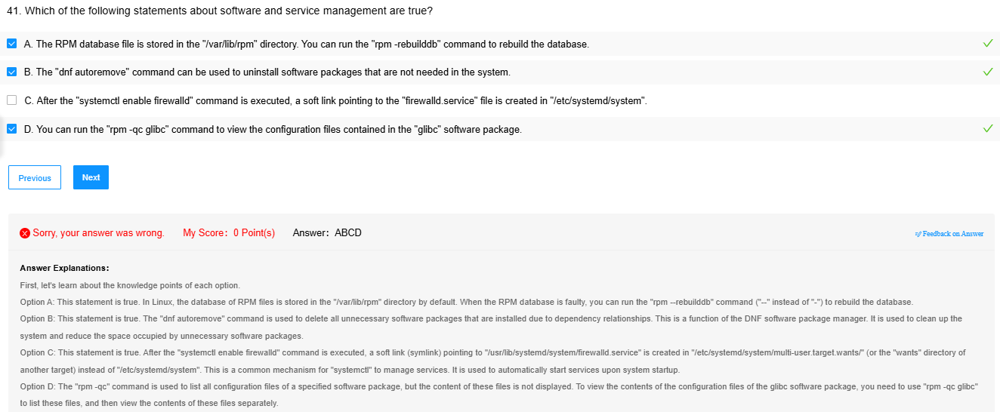 41. Which of the following statements about software and service management are true?
A. The RPM database file is stored in the "/var/lib/rpm" directory. You can run the "rpm -rebuilddb" command to rebuild the database.
B. The "dnf autoremove" command can be used to uninstall software packages that are not needed in the system.
C. After the "systemctl enable firewalld" command is executed, a soft link pointing to the "firewalld.service" file is created in "/etc/systemd/system".
D. You can run the "rpm -qc glibc" command to view the configuration files contained in the "glibc" software package.
Previous Next
Sorry, your answer was wrong. My Score: 0 Point(s) Answer: ABCD Feedback on Answer
Answer Explanations:
First, let's learn about the knowledge points of each option.
Option A: This statement is true. In Linux, the database of RPM files is stored in the "/var/lib/rpm" directory by default. When the RPM database is faulty, you can run the "rpm --rebuilddb" command ("--" instead of "-") to rebuild the database.
Option B: This statement is true. The "dnf autoremove" command is used to delete all unnecessary software packages that are installed due to dependency relationships. This is a function of the DNF software package manager. It is used to clean up the
system and reduce the space occupied by unnecessary software packages.
Option C: This statement is true. After the "systemctl enable firewalld" command is executed, a soft link (symlink) pointing to "/usr/lib/systemd/system/firewalld.service" is created in "/etc/systemd/system/multi-user.target.wants/" (or the "wants" directory of
another target) instead of "/etc/systemd/system". This is a common mechanism for "systemctl" to manage services. It is used to automatically start services upon system startup.
Option D: The "rpm -qc" command is used to list all configuration files of a specified software package, but the content of these files is not displayed. To view the contents of the configuration files of the glibc software package, you need to use "rpm -qc glibc"
to list these files, and then view the contents of these files separately.